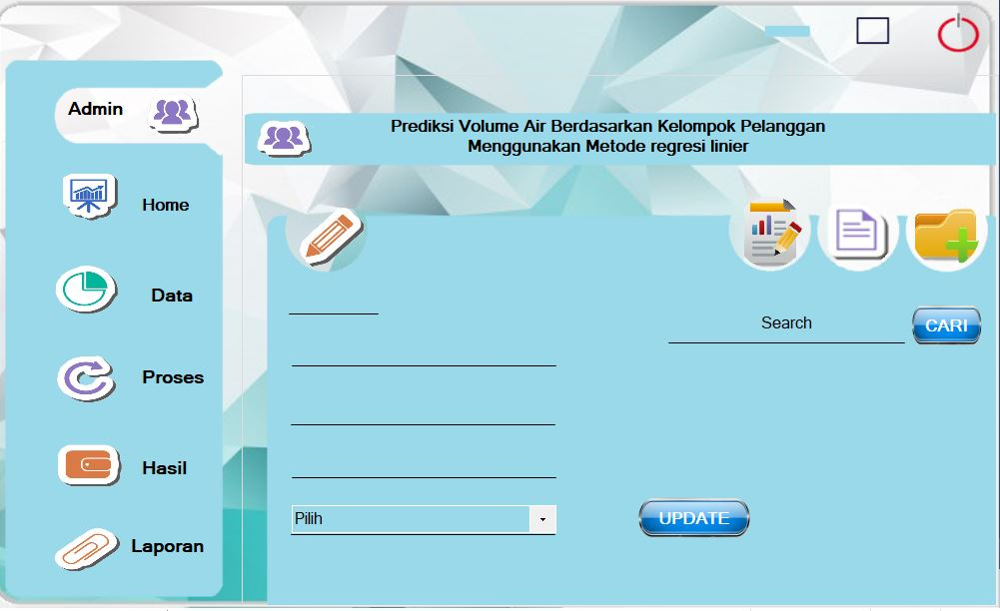 Admin
Prediksi Volume Air Berdasarkan Kelompok Pelanggan
Menggunakan Metode regresi linier
Home
Data
Proses
Hasil
Laporan
Search
CARI
Pilih
UPDATE